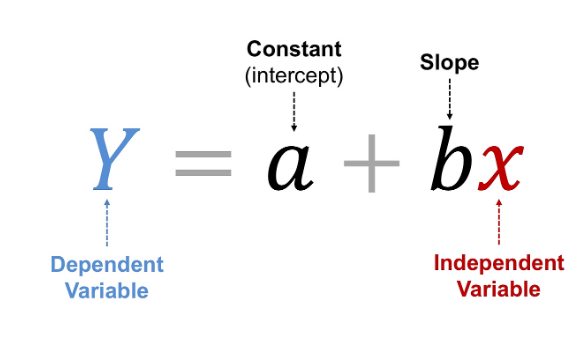 Constant
(intercept)
Slope
Y = a + bx
Dependent
Variable
Independent
Variable